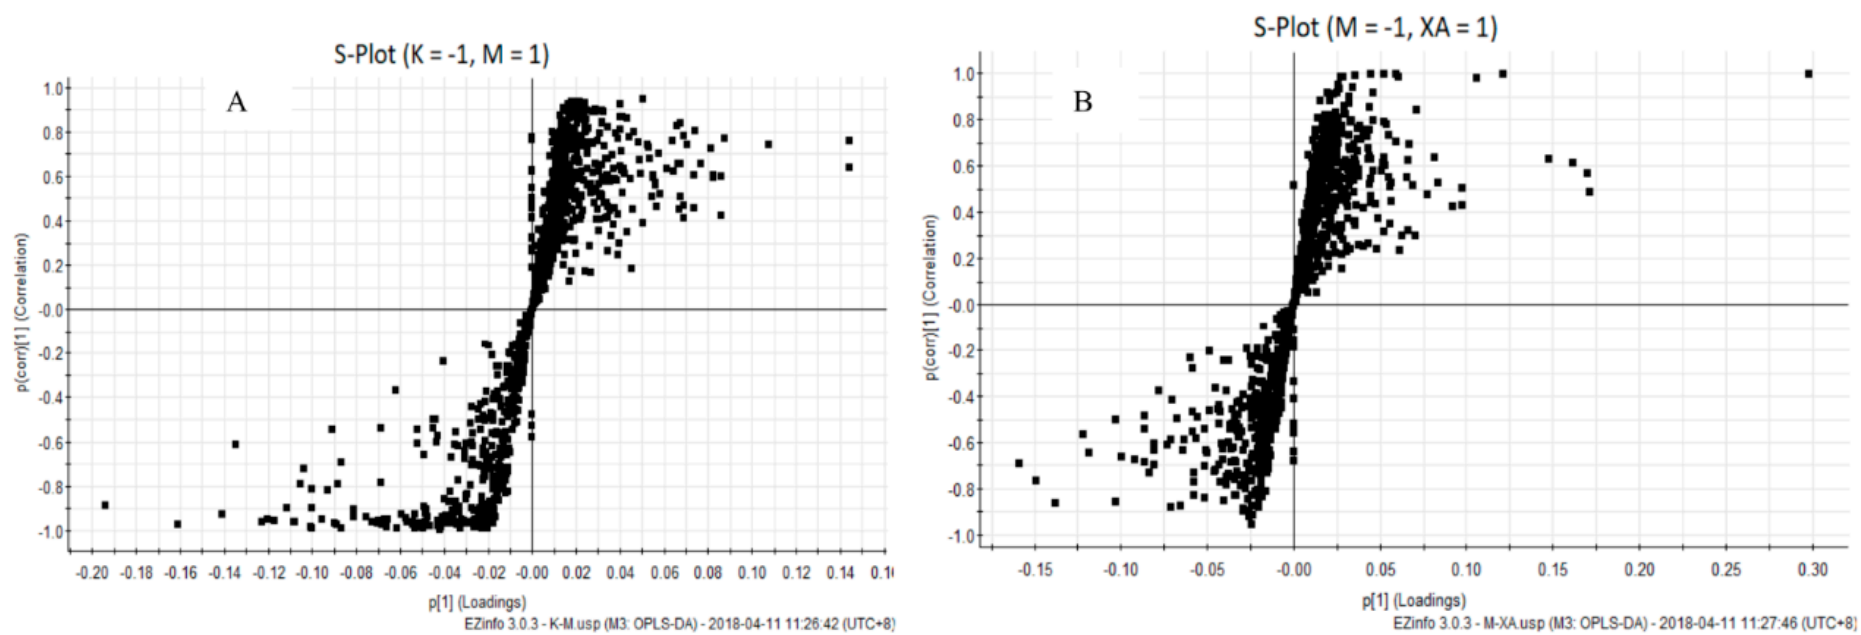 S-Plot (K = -1, M = 1)
A
p(corr)[1] (Correlation)
1.0
0.8
0.6
0.4
0.2
-0.0
-0.2
-0.4
-0.6
-0.8
-1.0
-0.20 -0.18 -0.16 -0.14 -0.12 -0.10 -0.08 -0.06 -0.04 -0.02 -0.00 0.02 0.04 0.06 0.08 0.10 0.12 0.14
p[1] (Loadings)
EZinfo 3.0.3 - K-M.usp (M3: OPLS-DA) - 2018-04-11 11:26:42 (UTC+8)
S-Plot (M = -1, XA = 1)
B
p(corr)[1] (Correlation)
1.0
0.8
0.6
0.4
0.2
-0.0
-0.2
-0.4
-0.6
-0.8
-1.0
-0.15 -0.10 -0.05 -0.00 0.05 0.10 0.15 0.20 0.25 0.30
p[1] (Loadings)
EZinfo 3.0.3 - M-XA.usp (M3: OPLS-DA) - 2018-04-11 11:27:46 (UTC+8)